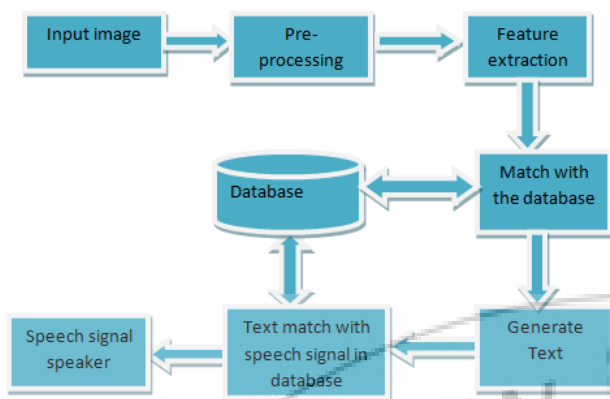 Input image
Pre-
processing
Feature
extraction
Match with
the database
Database
Generate
Text
Text match with
speech signal in
database
Speech signal
speaker